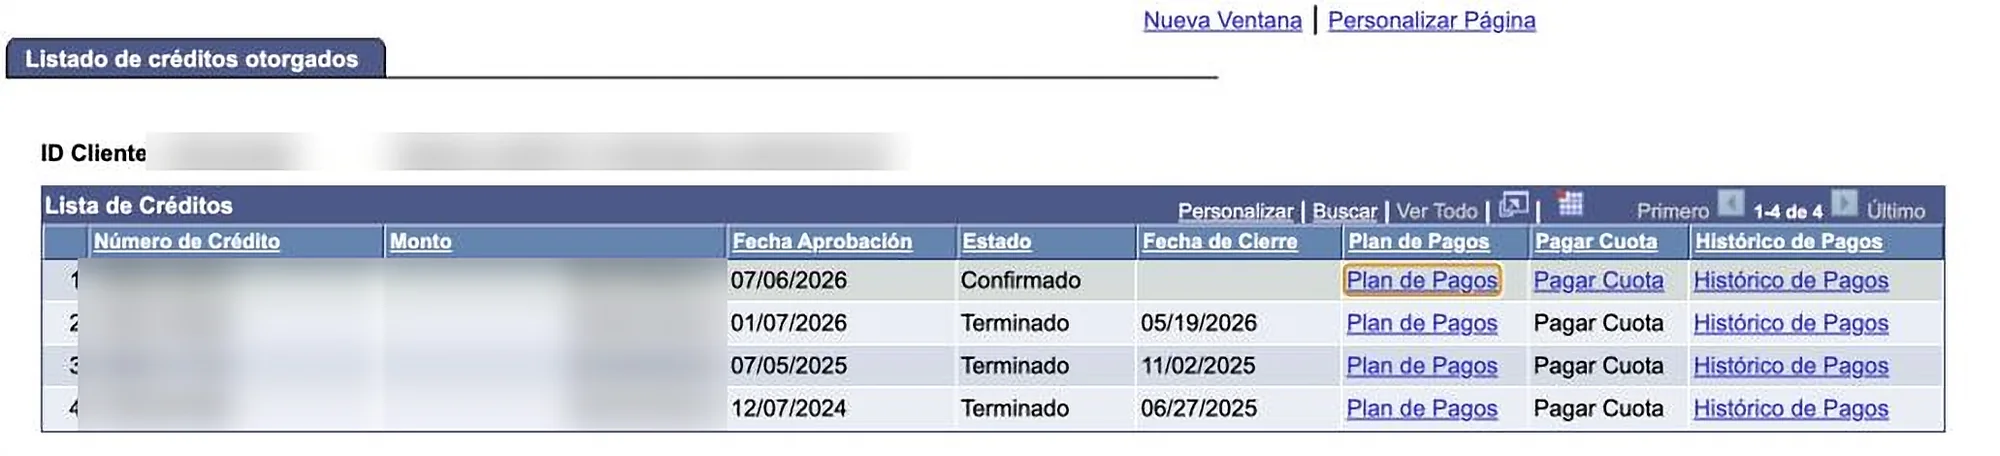 Nueva Ventana | Personalizar Página
Listado de créditos otorgados
ID Cliente
Lista de Créditos Personalizar | Buscar | Ver Todo | | Primero 1-4 de 4 Último
Número de Crédito Monto Fecha Aprobación Estado Fecha de Cierre Plan de Pagos Pagar Cuota Histórico de Pagos
1 07/06/2026 Confirmado Plan de Pagos Pagar Cuota Histórico de Pagos
2 01/07/2026 Terminado 05/19/2026 Plan de Pagos Pagar Cuota Histórico de Pagos
3 07/05/2025 Terminado 11/02/2025 Plan de Pagos Pagar Cuota Histórico de Pagos
4 12/07/2024 Terminado 06/27/2025 Plan de Pagos Pagar Cuota Histórico de Pagos